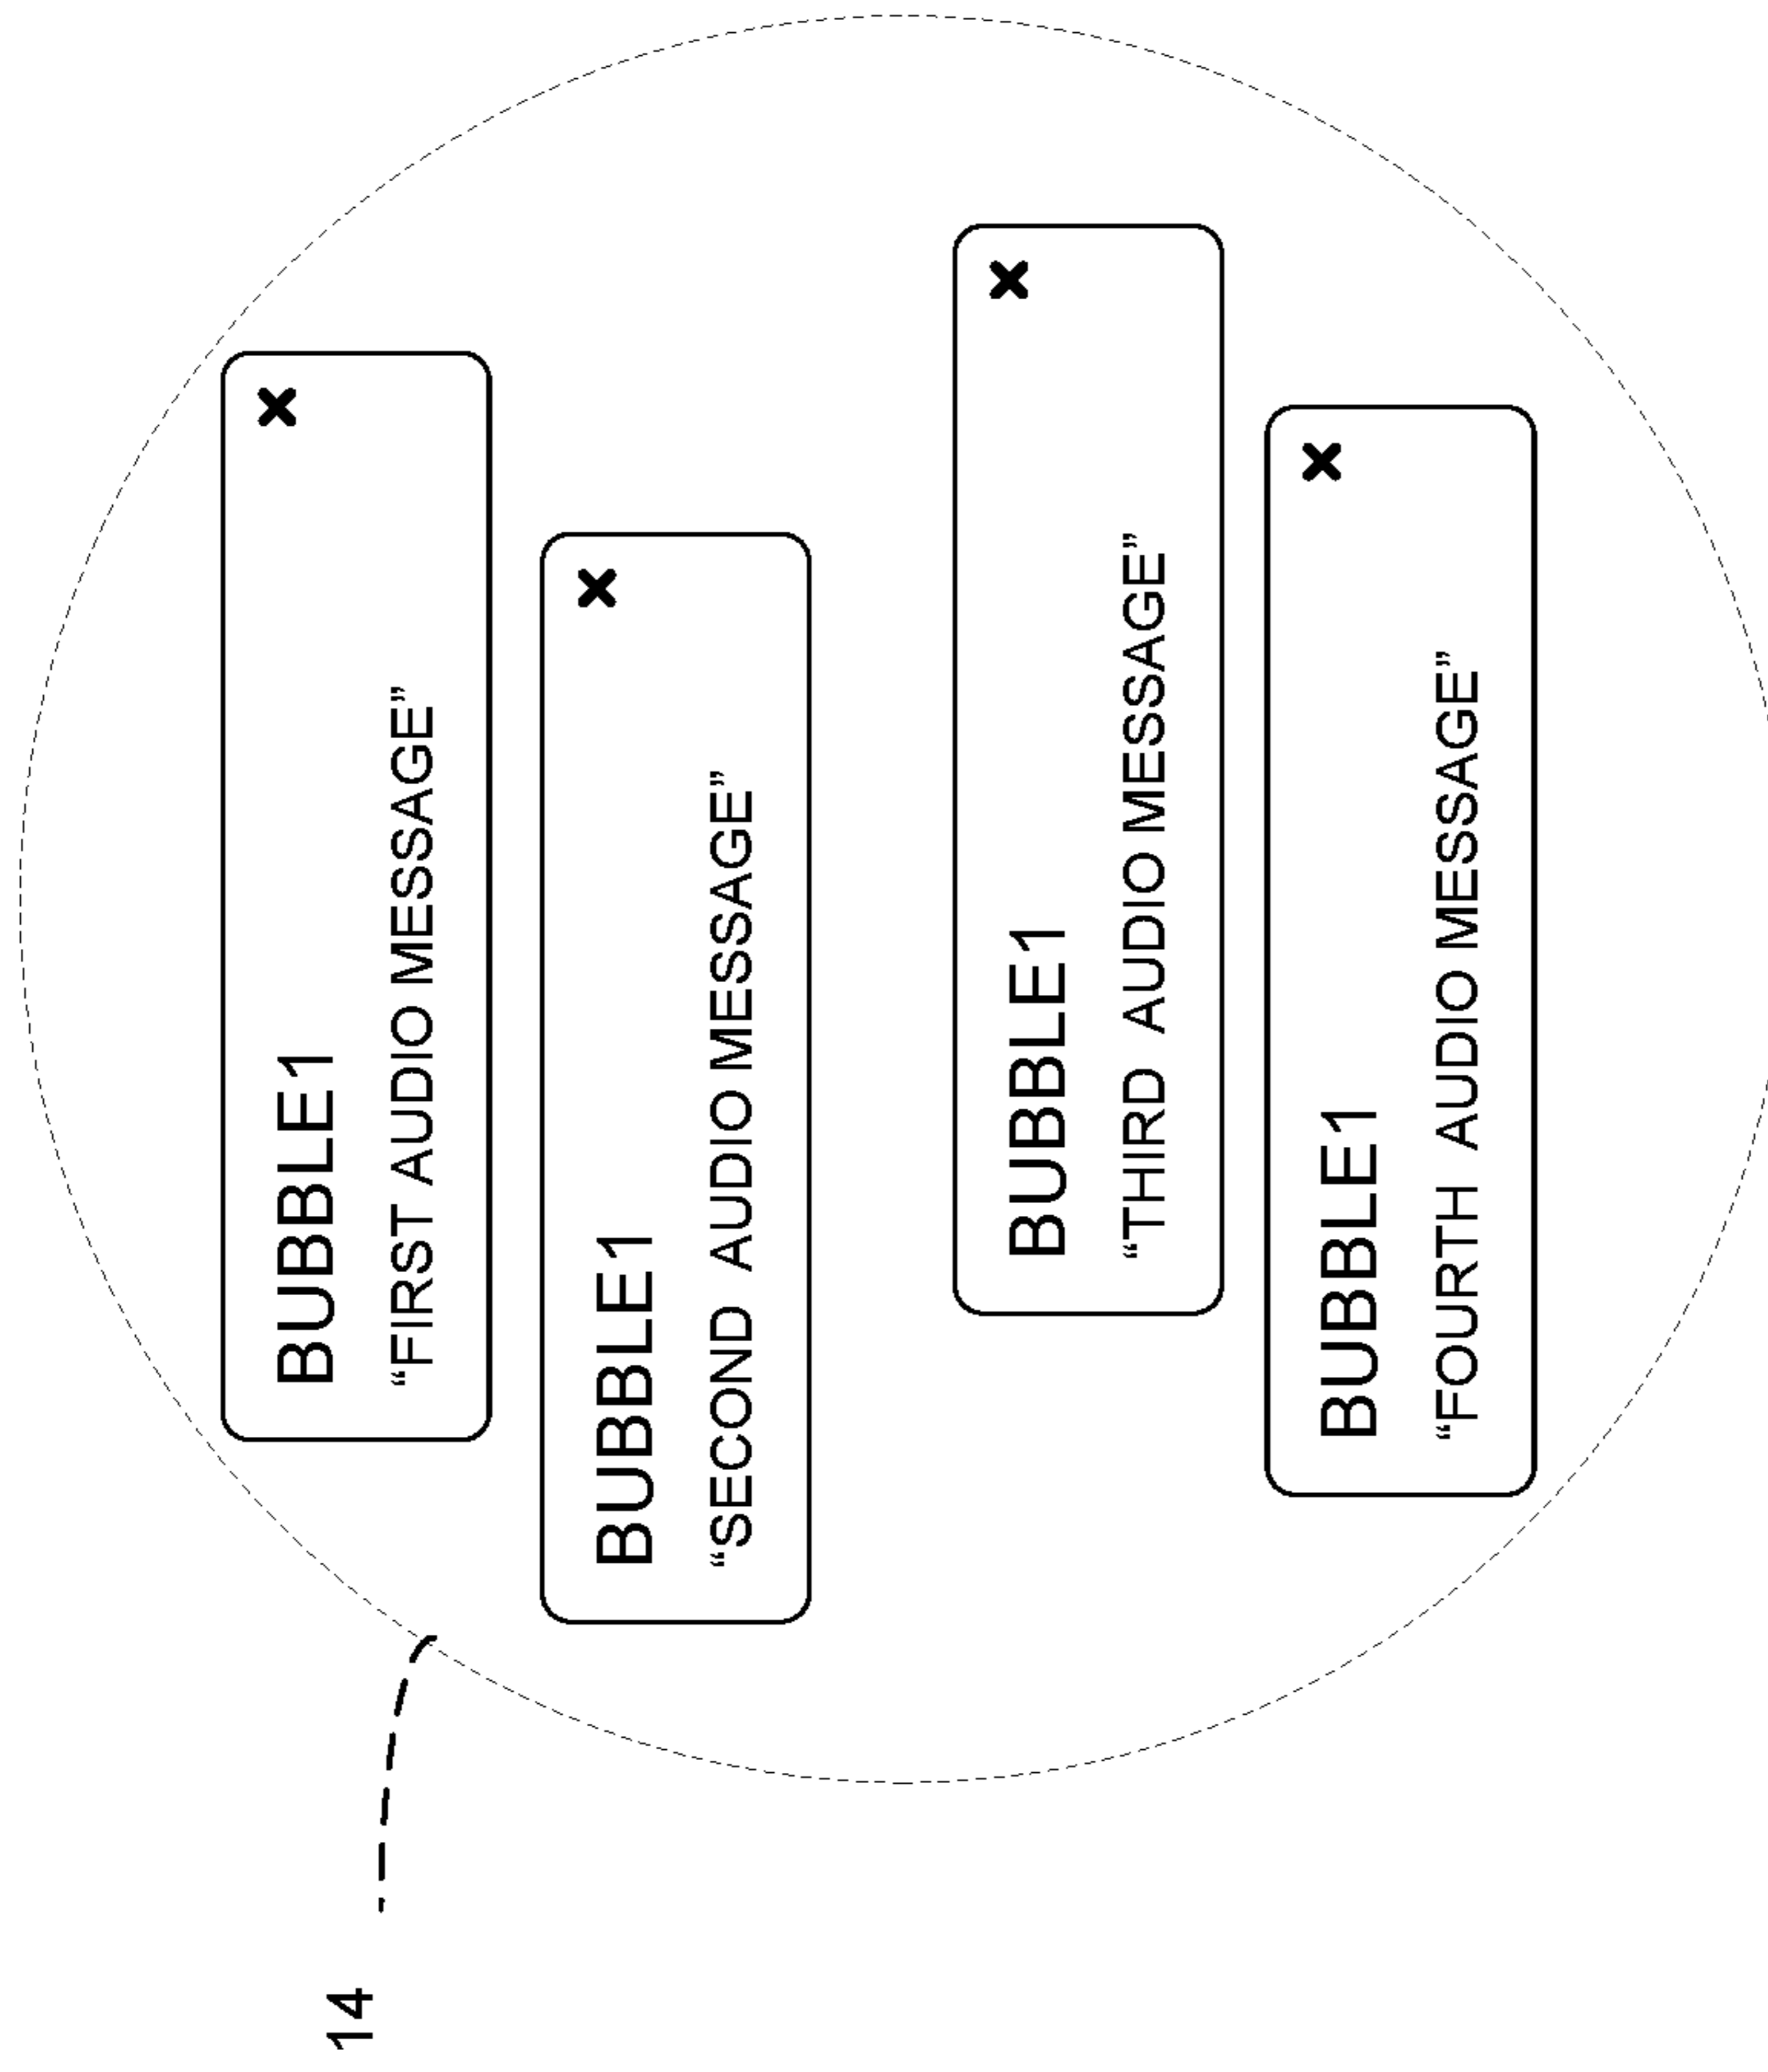 BUBBLE1
“FIRST AUDIO MESSAGE”
BUBBLE1
“SECOND AUDIO MESSAGE”
BUBBLE1
“THIRD AUDIO MESSAGE”
BUBBLE1
“FOURTH AUDIO MESSAGE”
14